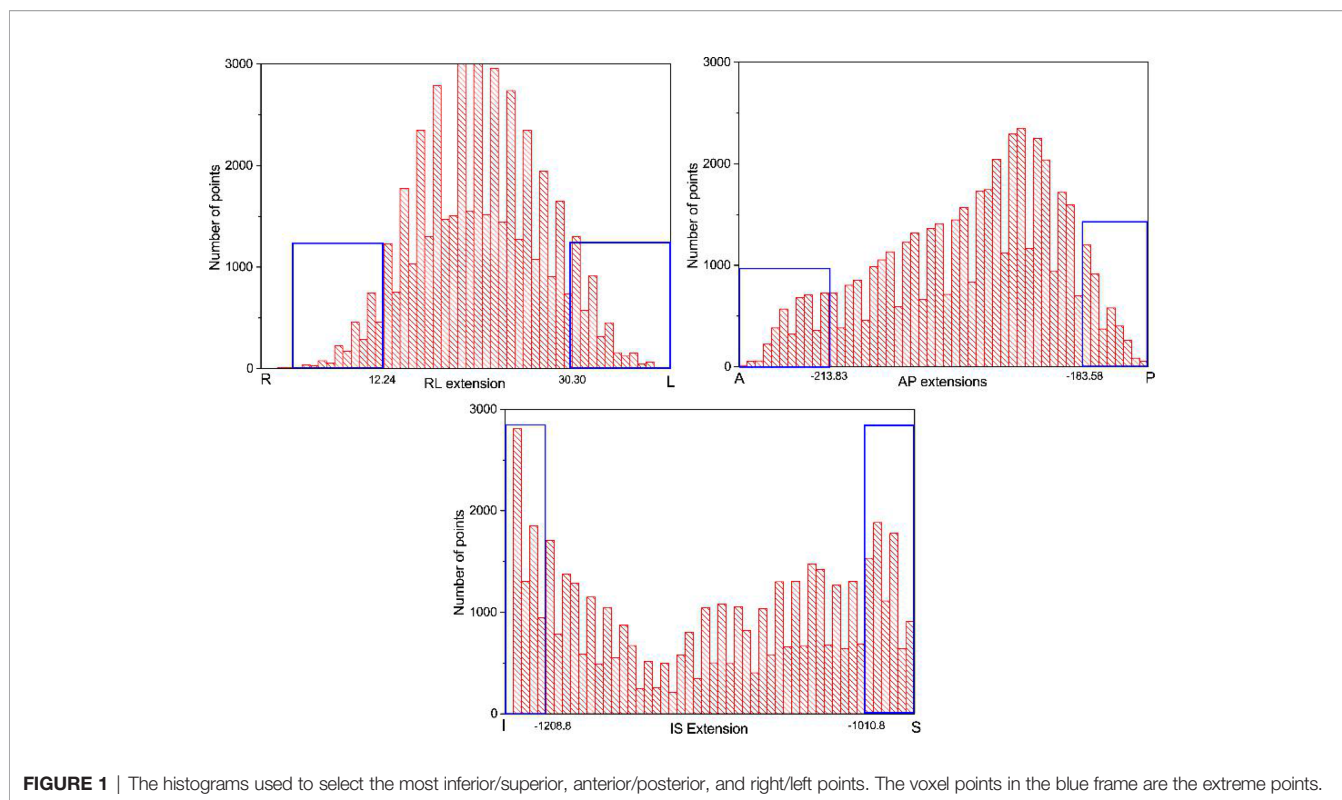 3000
2000
1000
0
Number of points
R
12.24
RL extension
30.30
L
3000
2000
1000
0
Number of points
A
-213.83
AP extensions
-183.58
P
3000
2000
1000
0
Number of points
I
-1208.8
IS Extension
-1010.8
S
FIGURE 1 | The histograms used to select the most inferior/superior, anterior/posterior, and right/left points. The voxel points in the blue frame are the extreme points.